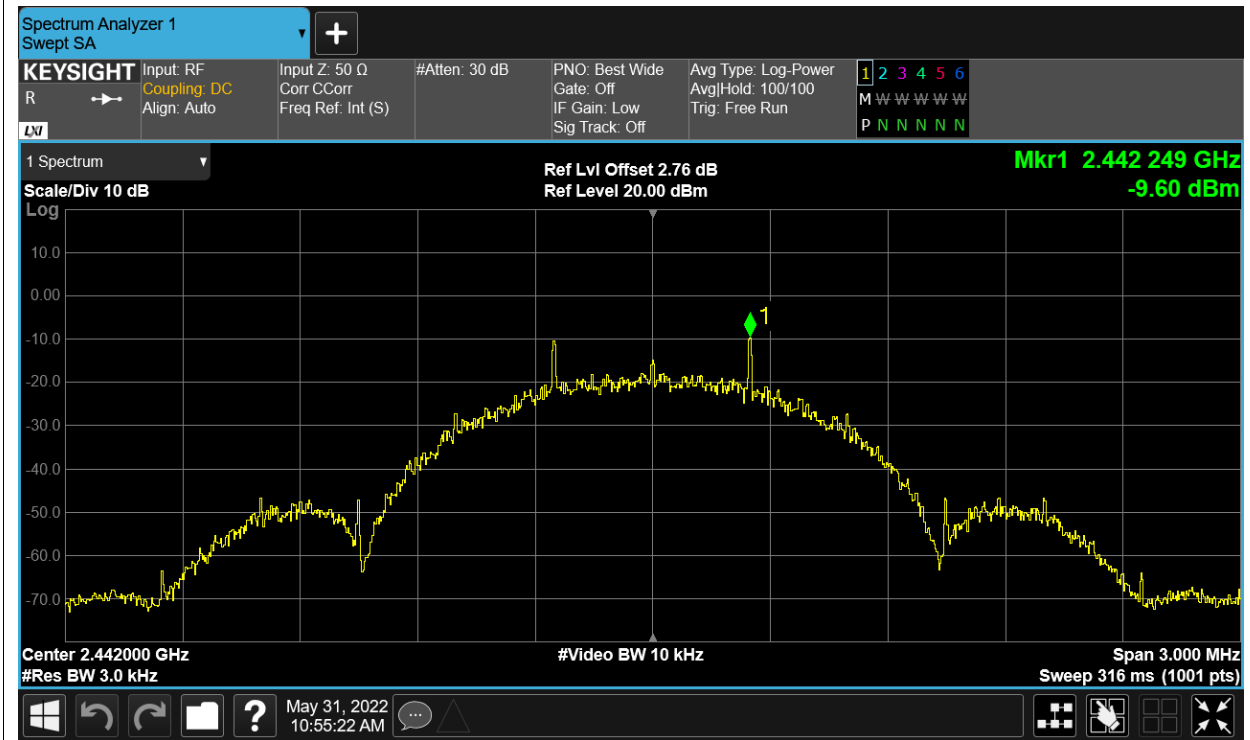 Spectrum Analyzer 1
Swept SA
KEYSIGHT
R
LXI
Input: RF
Coupling: DC
Align: Auto
Input Z: 50 Ω
Corr CCorr
Freq Ref: Int (S)
#Atten: 30 dB
PNO: Best Wide
Gate: Off
IF Gain: Low
Sig Track: Off
Avg Type: Log-Power
Avg|Hold: 100/100
Trig: Free Run
1 2 3 4 5 6
M W W W W W
P N N N N N
1 Spectrum
Scale/Div 10 dB
Log
Ref Lvl Offset 2.76 dB
Ref Level 20.00 dBm
Mkr1 2.442 249 GHz
-9.60 dBm
10.0
0.00
1
-10.0
-20.0
-30.0
-40.0
-50.0
-60.0
-70.0
Center 2.442000 GHz
#Res BW 3.0 kHz
#Video BW 10 kHz
Span 3.000 MHz
Sweep 316 ms (1001 pts)
?
May 31, 2022
10:55:22 AM